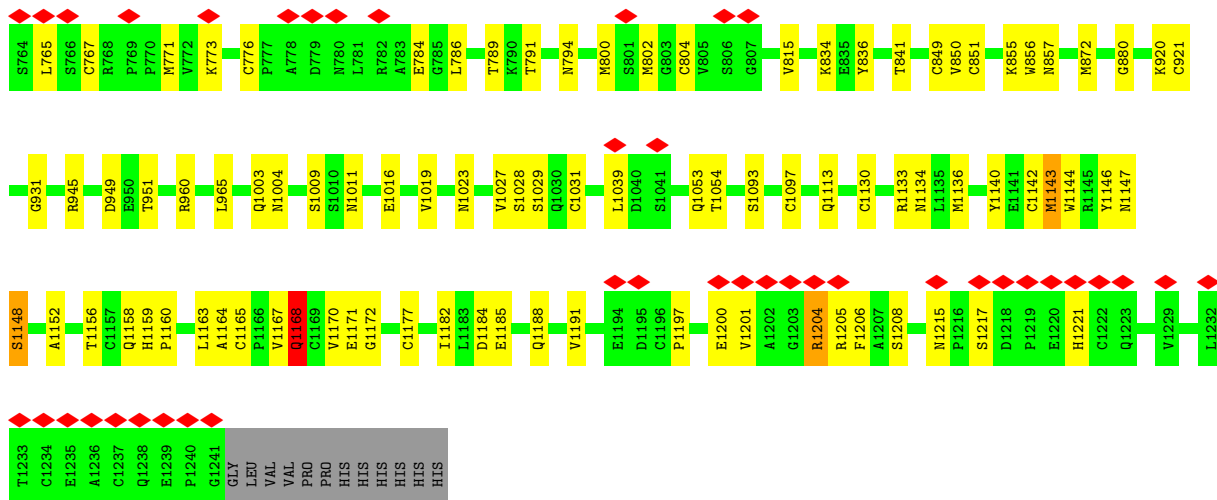 S764 L765 S766 C767 R768 P769 P770 M771 V772 K773 C776 P777 A778 D779 N780 L781 R782 A783 E784 G785 L786 T789 K790 T791 N794 M800 S801 M802 G803 C804 V805 S806 G807 V815 K834 E835 Y836 T841 C849 V850 C851 K855 W856 N857 M872 G880 K920 C921
G931 R945 D949 E950 T951 R960 L965 Q1003 N1004 S1009 S1010 N1011 E1016 V1019 N1023 V1027 S1028 S1029 Q1030 C1031 L1039 D1040 S1041 Q1053 T1054 S1093 C1097 Q1113 C1130 R1133 N1134 L1135 M1136 Y1140 E1141 C1142 M1143 W1144 R1145 Y1146 N1147
S1148 A1152 T1156 C1157 Q1158 H1159 P1160 L1163 A1164 C1165 P1166 V1167 Q1168 C1169 V1170 E1171 G1172 C1177 I1182 L1183 D1184 E1185 Q1188 V1191 E1194 D1195 C1196 P1197 E1200 V1201 A1202 G1203 R1204 R1205 F1206 A1207 S1208 N1215 P1216 S1217 D1218 P1219 E1220 H1221 C1222 Q1223 V1229 L1232
T1233 C1234 E1235 A1236 C1237 Q1238 E1239 P1240 G1241 GLY LEU VAL VAL PRO PRO HIS HIS HIS HIS HIS HIS